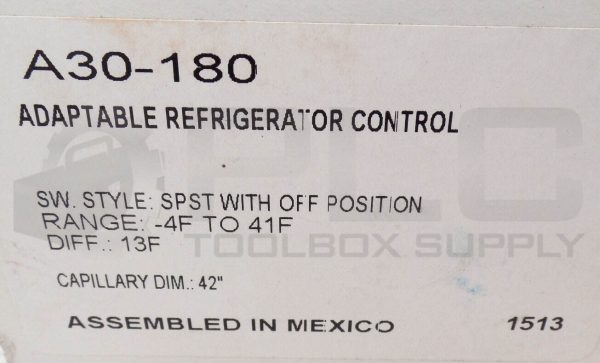 A30-180
ADAPTABLE REFRIGERATOR CONTROL
PLC
TOOLBOX SUPPLY
SW. STYLE: SPST WITH OFF POSITION
RANGE: -4F TO 41F
DIFF.: 13F
CAPILLARY DIM.: 42"
ASSEMBLED IN MEXICO 1513